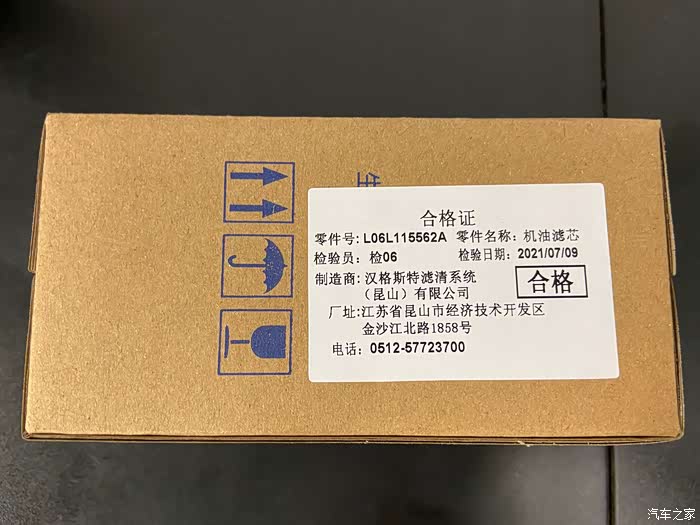 合格证
零件号: L06L115562A 零件名称: 机油滤芯
检验员: 检06 检验日期: 2021/07/09
制造商: 汉格斯特滤清系统
（昆山）有限公司
合格
厂址:江苏省昆山市经济技术开发区
金沙江北路1858号
电话: 0512-57723700
汽车之家